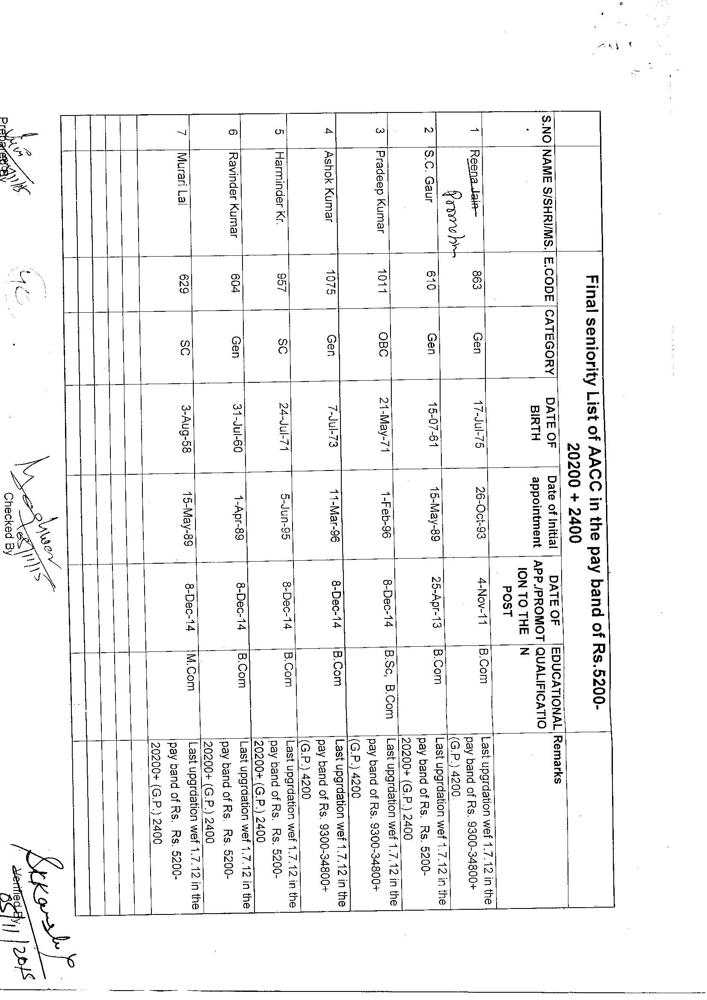 Final seniority List of AACC in the pay band of Rs.5200-
20200 + 2400
S.NO NAME S/SHRI/MS. E.CODE CATEGORY DATE OF BIRTH Date of Initial appointment DATE OF APP./PROMOT ION TO THE POST EDUCATIONAL QUALIFICATIO N Remarks
1 Reena Jain 863 Gen 17-Jul-75 26-Oct-93 4-Nov-11 B.Com Last upgrdation wef 1.7.12 in the
pay band of Rs. 9300-34800+
(G.P.) 4200
2 S.C. Gaur 610 Gen 15-07-61 15-May-89 25-Apr-13 B.Com Last upgrdation wef 1.7.12 in the
pay band of Rs. Rs. 5200-
20200+ (G.P.) 2400
3 Pradeep Kumar 1011 OBC 21-May-71 1-Feb-96 8-Dec-14 B.Sc, B.Com Last upgrdation wef 1.7.12 in the
pay band of Rs. 9300-34800+
(G.P.) 4200
4 Ashok Kumar 1075 Gen 7-Jul-73 11-Mar-96 8-Dec-14 B.Com Last upgrdation wef 1.7.12 in the
pay band of Rs. 9300-34800+
(G.P.) 4200
5 Harminder Kr. 957 SC 24-Jul-71 5-Jun-95 8-Dec-14 B.Com Last upgrdation wef 1.7.12 in the
pay band of Rs. Rs. 5200-
20200+ (G.P.) 2400
6 Ravinder Kumar 604 Gen 31-Jul-60 1-Apr-89 8-Dec-14 B.Com Last upgrdation wef 1.7.12 in the
pay band of Rs. Rs. 5200-
20200+ (G.P.) 2400
7 Murari Lal 629 SC 3-Aug-58 15-May-89 8-Dec-14 M.Com Last upgrdation wef 1.7.12 in the
pay band of Rs. Rs. 5200-
20200+ (G.P.) 2400
Prepared By Checked By Verified By
05/11/2015